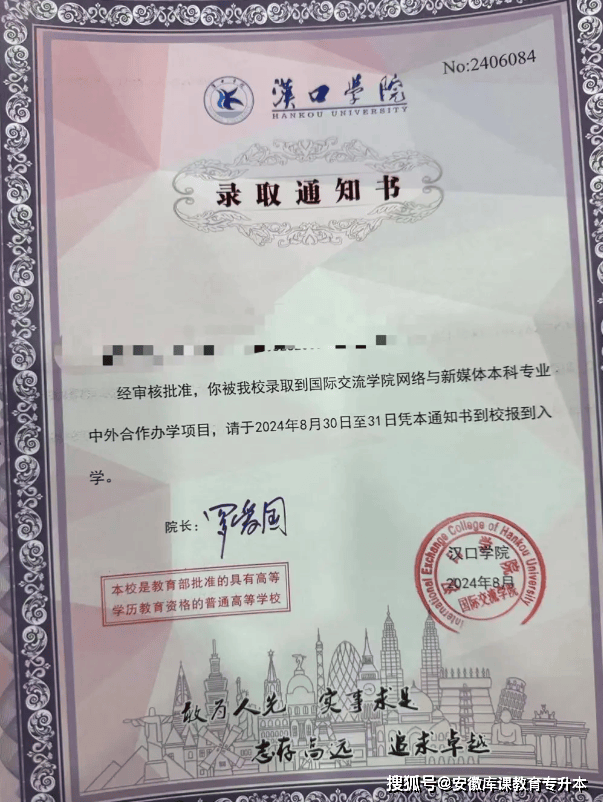 No:2406084
漢口学院
HANKOU UNIVERSITY
录取通知书
经审核批准，你被我校录取到国际交流学院网络与新媒体本科专业
中外合作办学项目，请于2024年8月30日至31日凭本通知书到校报到入
学。
院长：罗爱国
International Exchange College of Hankou University
汉口学院
2024年8月
国际交流学院
本校是教育部批准的具有高等
学历教育资格的普通高等学校
敢为人先 实事求是
志存高远 追求卓越
搜狐号@安徽库课教育专升本